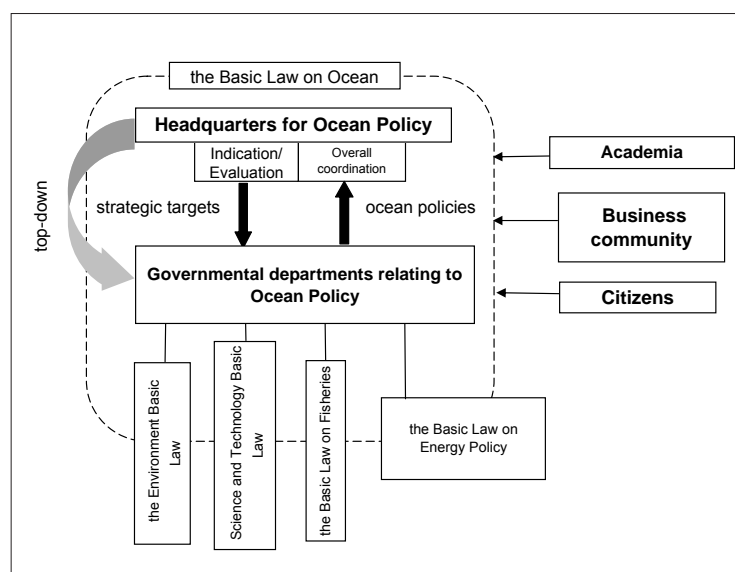 the Basic Law on Ocean
Headquarters for Ocean Policy
Indication/
Evaluation
Overall
coordination
strategic targets
ocean policies
top-down
Governmental departments relating to
Ocean Policy
Academia
Business
community
Citizens
the Environment Basic
Law
Science and Technology Basic
Law
the Basic Law on Fisheries
the Basic Law on
Energy Policy